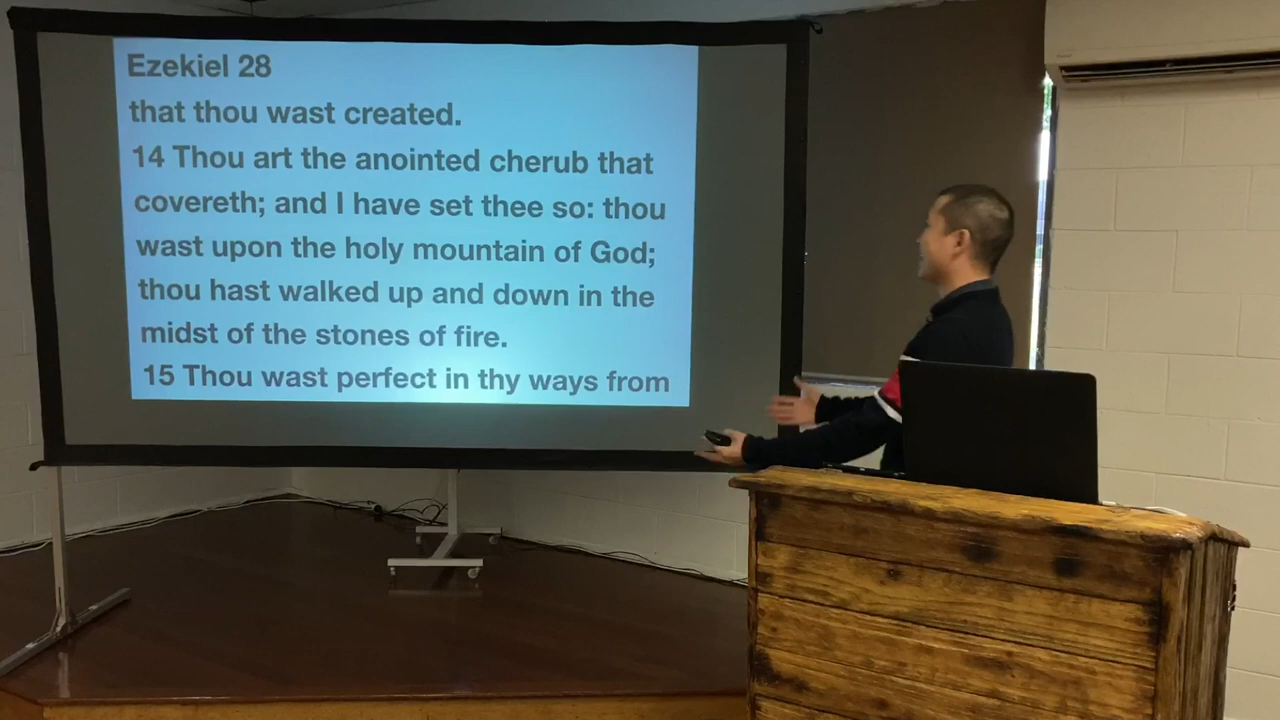 Ezekiel 28
that thou wast created.
14 Thou art the anointed cherub that
covereth; and I have set thee so: thou
wast upon the holy mountain of God;
thou hast walked up and down in the
midst of the stones of fire.
15 Thou wast perfect in thy ways from